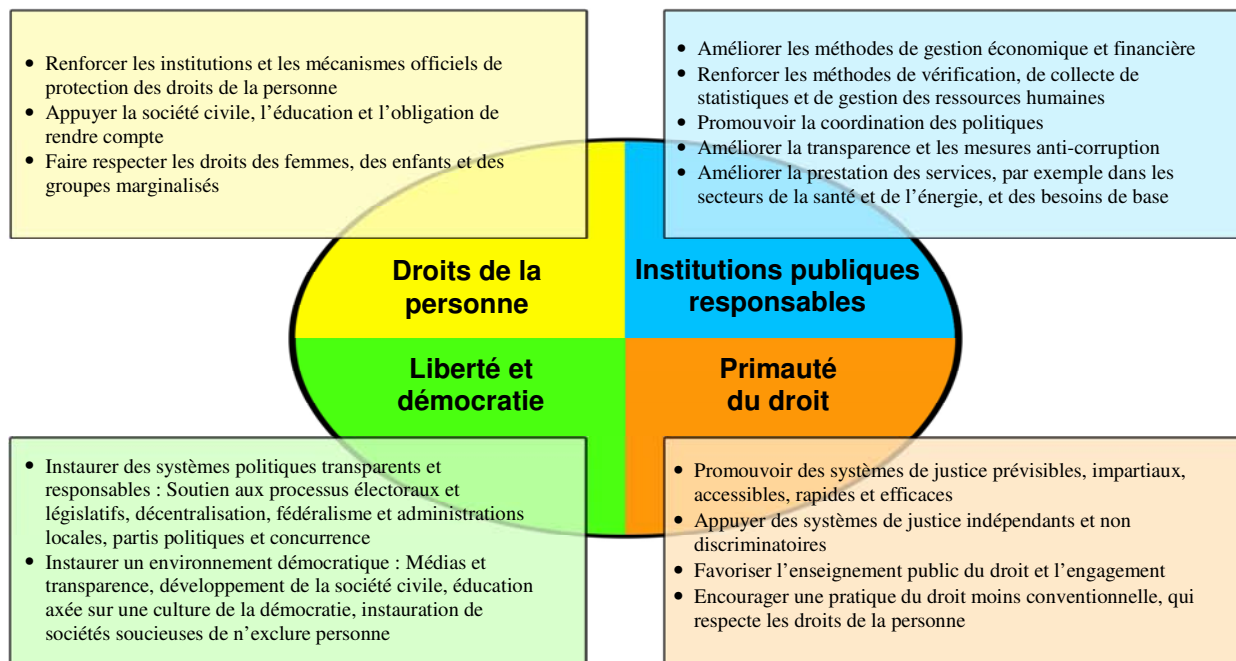 • Renforcer les institutions et les mécanismes officiels de
protection des droits de la personne
• Appuyer la société civile, l’éducation et l’obligation de
rendre compte
• Faire respecter les droits des femmes, des enfants et des
groupes marginalisés
• Améliorer les méthodes de gestion économique et financière
• Renforcer les méthodes de vérification, de collecte de
statistiques et de gestion des ressources humaines
• Promouvoir la coordination des politiques
• Améliorer la transparence et les mesures anti-corruption
• Améliorer la prestation des services, par exemple dans les
secteurs de la santé et de l’énergie, et des besoins de base
Droits de la
personne
Institutions publiques
responsables
Liberté et
démocratie
Primauté
du droit
• Instaurer des systèmes politiques transparents et
responsables : Soutien aux processus électoraux et
législatifs, décentralisation, fédéralisme et administrations
locales, partis politiques et concurrence
• Instaurer un environnement démocratique : Médias et
transparence, développement de la société civile, éducation
axée sur une culture de la démocratie, instauration de
sociétés soucieuses de n’exclure personne
• Promouvoir des systèmes de justice prévisibles, impartiaux,
accessibles, rapides et efficaces
• Appuyer des systèmes de justice indépendants et non
discriminatoires
• Favoriser l’enseignement public du droit et l’engagement
• Encourager une pratique du droit moins conventionnelle, qui
respecte les droits de la personne